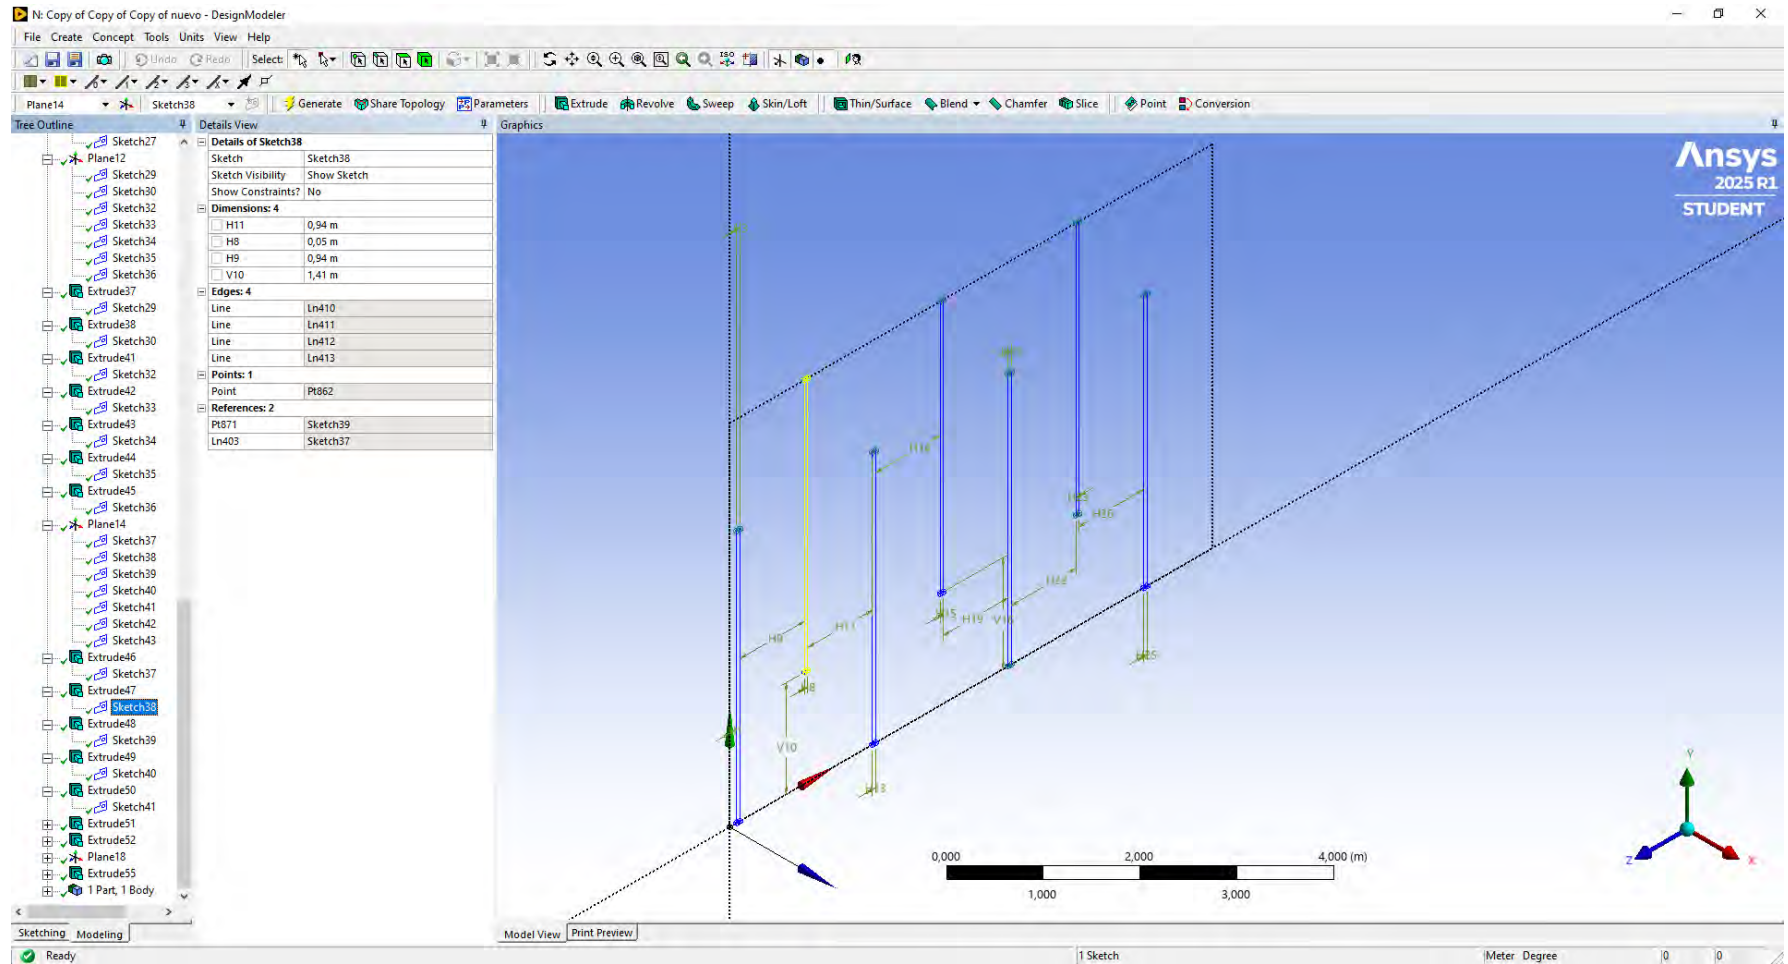 N: Copy of Copy of Copy of nuevo - DesignModeler
File Create Concept Tools Units View Help
Undo Redo Select: ISO
Plane14 Sketch38 Generate Share Topology Parameters Extrude Revolve Sweep Skin/Loft Thin/Surface Blend Chamfer Slice Point Conversion
Tree Outline
Sketch27
Plane12
Sketch29
Sketch30
Sketch32
Sketch33
Sketch34
Sketch35
Sketch36
Extrude37
Sketch29
Extrude38
Sketch30
Extrude41
Sketch32
Extrude42
Sketch33
Extrude43
Sketch34
Extrude44
Sketch35
Extrude45
Sketch36
Plane14
Sketch37
Sketch38
Sketch39
Sketch40
Sketch41
Sketch42
Sketch43
Extrude46
Sketch37
Extrude47
Sketch38
Extrude48
Sketch39
Extrude49
Sketch40
Extrude50
Sketch41
Extrude51
Extrude52
Plane18
Extrude55
1 Part, 1 Body
Sketching Modeling
Details View
Details of Sketch38
Sketch Sketch38
Sketch Visibility Show Sketch
Show Constraints? No
Dimensions: 4
H11 0,94 m
H8 0,05 m
H9 0,94 m
V10 1,41 m
Edges: 4
Line Ln410
Line Ln411
Line Ln412
Line Ln413
Points: 1
Point Pt862
References: 2
Pt871 Sketch39
Ln403 Sketch37
Graphics
Ansys
2025 R1
STUDENT
H9
H11
V10
H19
0,000 2,000 4,000 (m)
1,000 3,000
Y
Z
X
Model View Print Preview
Ready 1 Sketch Meter Degree 0 0